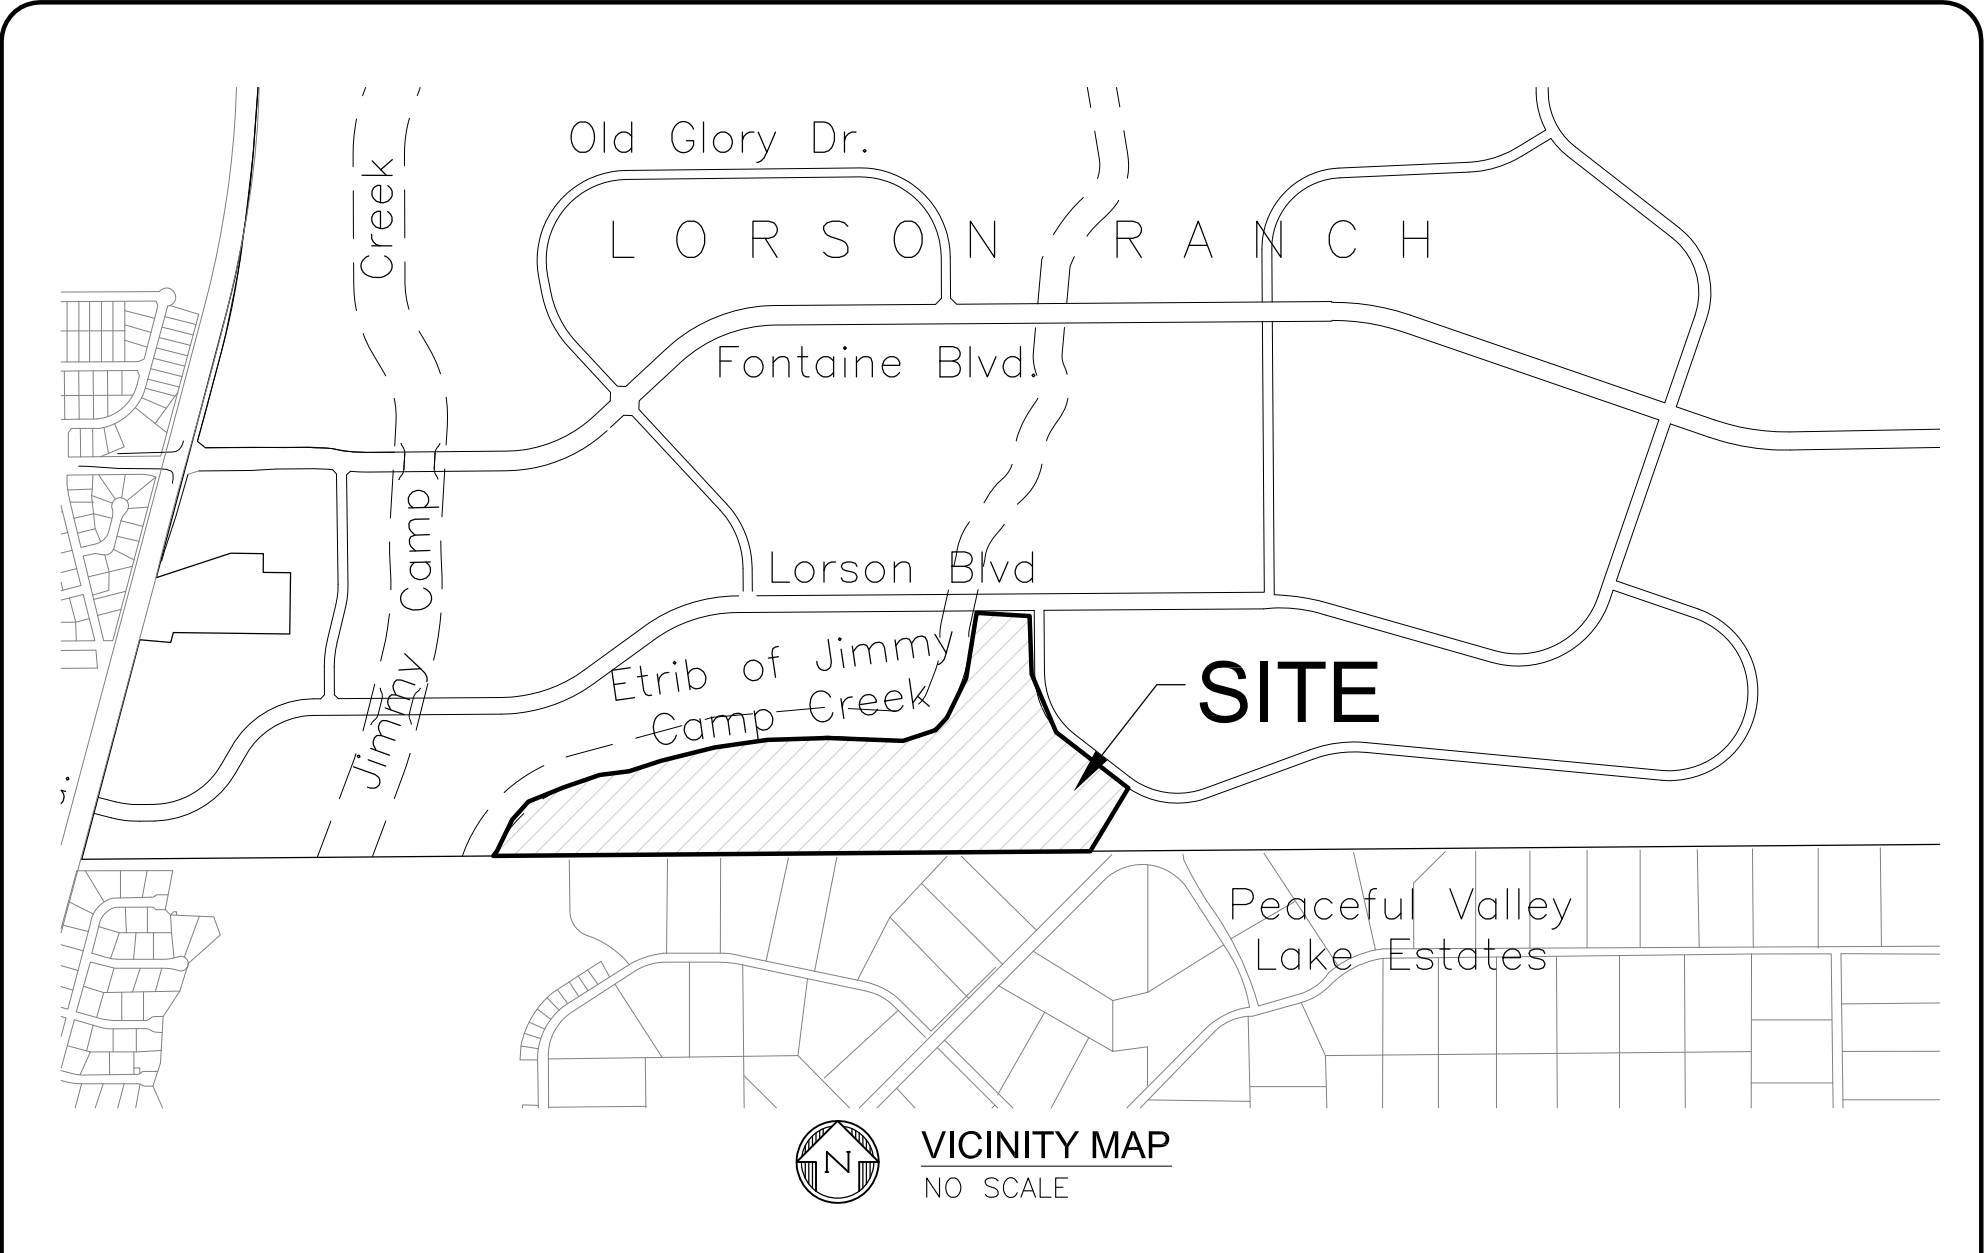 Old Glory Dr.
Creek
LORSON RANCH
Fontaine Blvd.
Camp
Lorson Blvd
Jimmy
Etrib of Jimmy
Camp Creek
SITE
Peaceful Valley
Lake Estates
N
VICINITY MAP
NO SCALE